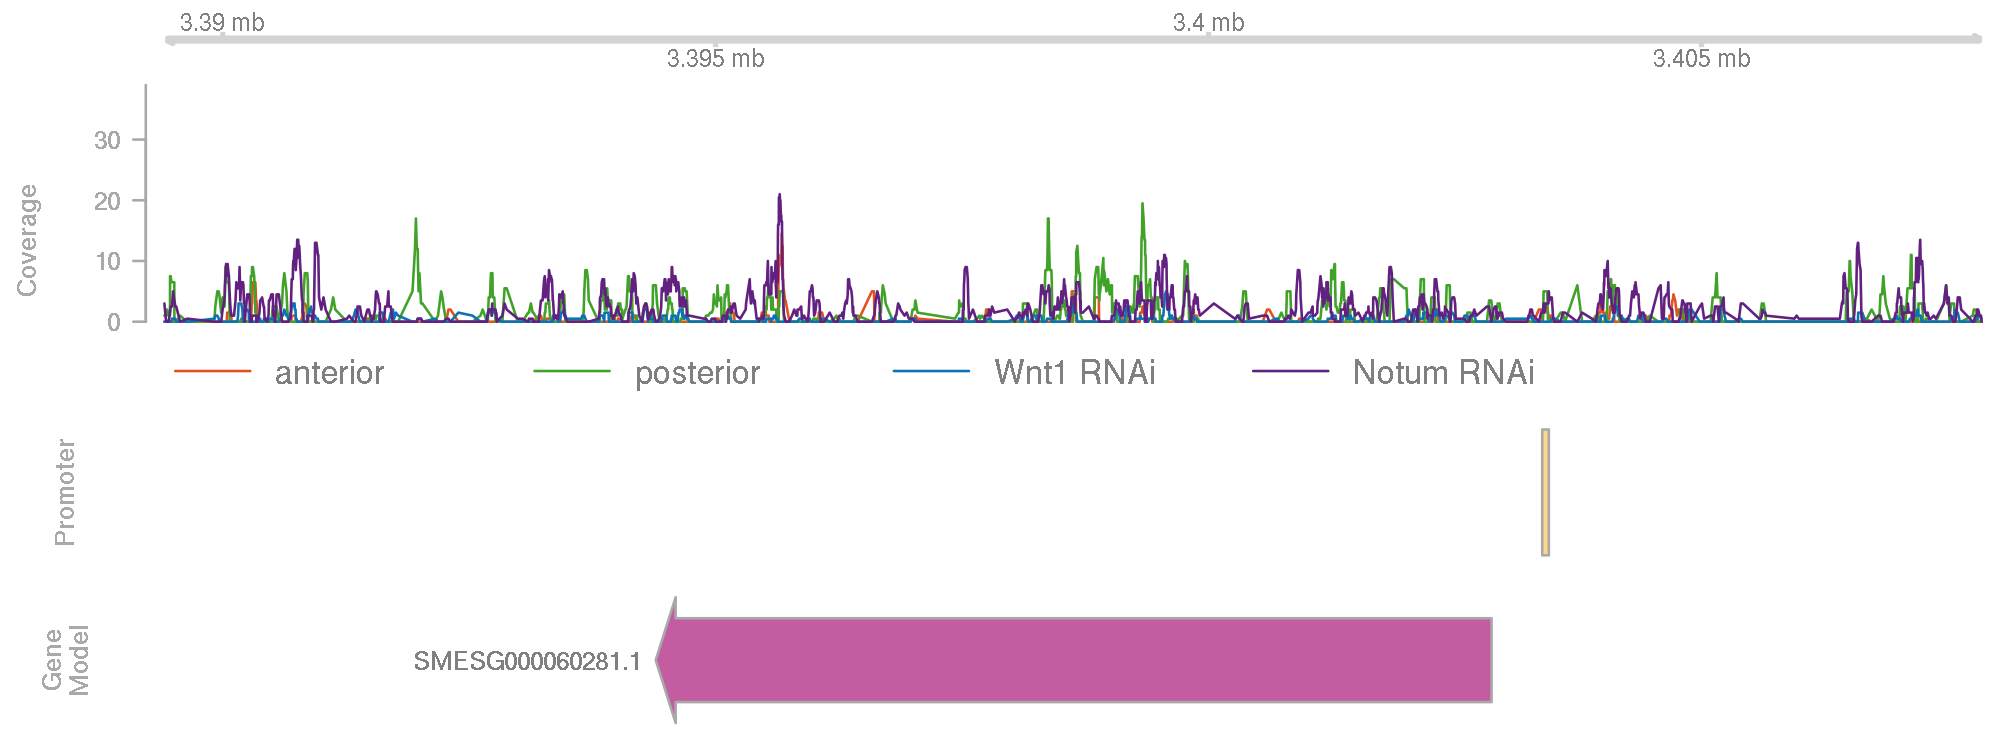 3.39 mb
3.4 mb
3.395 mb
3.405 mb
Coverage
30
20
10
0
anterior
posterior
Wnt1 RNAi
Notum RNAi
Promoter
Gene
Model
SMESG000060281.1